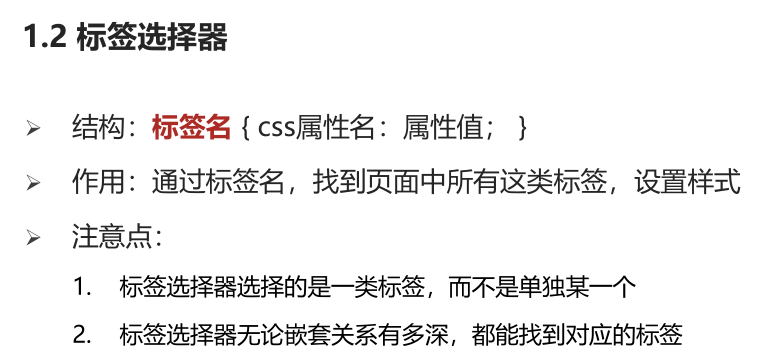 1.2 标签选择器
➢ 结构：标签名 { css属性名：属性值； }
➢ 作用：通过标签名，找到页面中所有这类标签，设置样式
➢ 注意点：
1. 标签选择器选择的是一类标签，而不是单独某一个
2. 标签选择器无论嵌套关系有多深，都能找到对应的标签